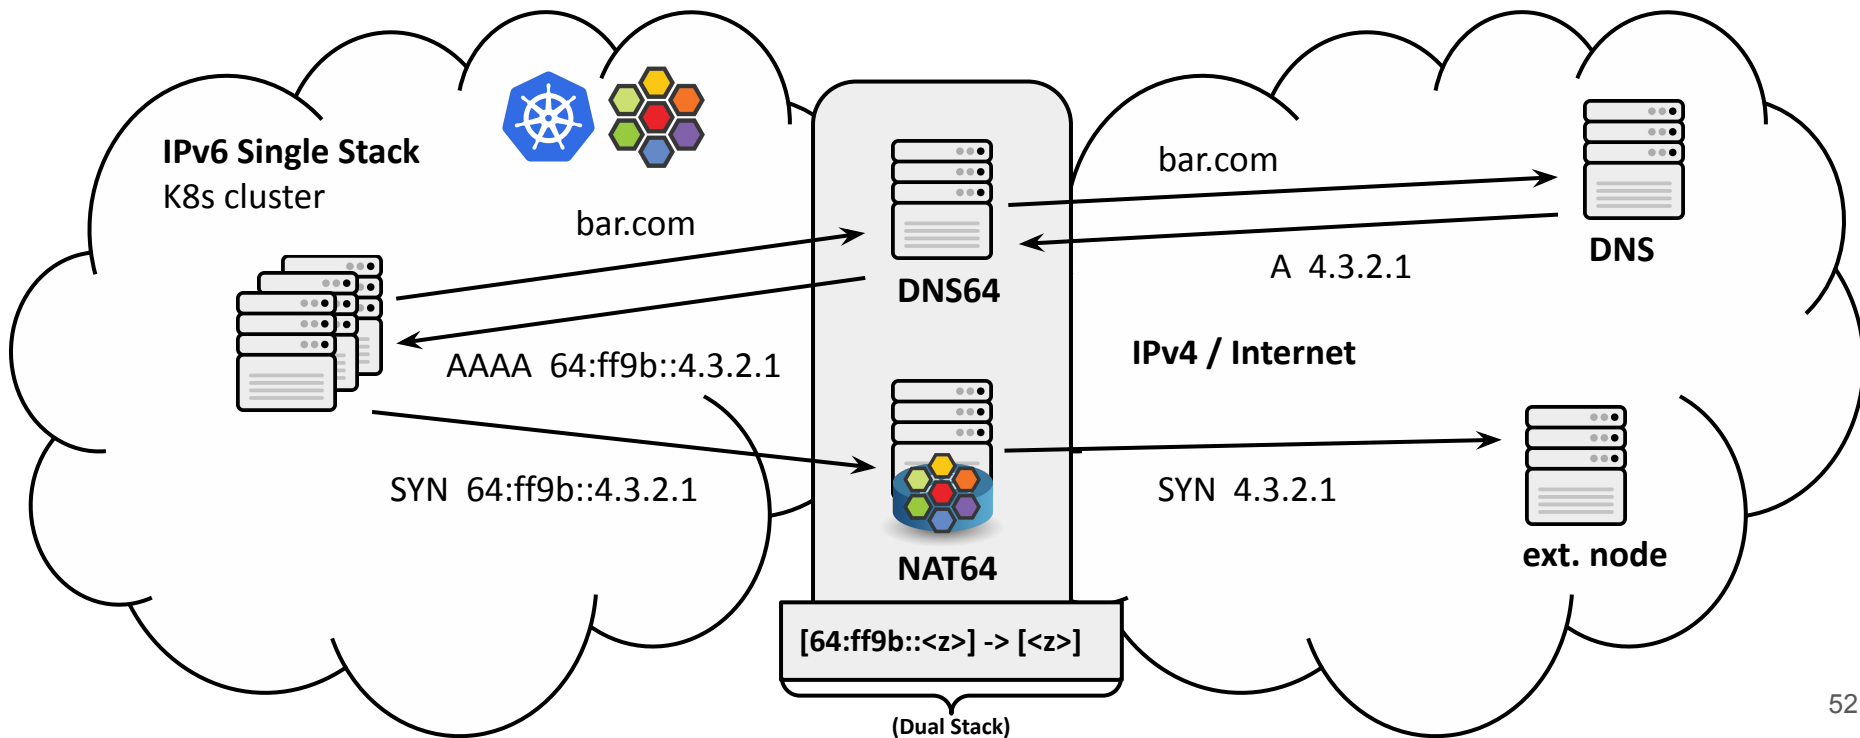 IPv6 Single Stack
K8s cluster
bar.com
AAAA 64:ff9b::4.3.2.1
SYN 64:ff9b::4.3.2.1
DNS64
NAT64
[64:ff9b::<z>] -> [<z>]
(Dual Stack)
bar.com
A 4.3.2.1
DNS
IPv4 / Internet
SYN 4.3.2.1
ext. node
52